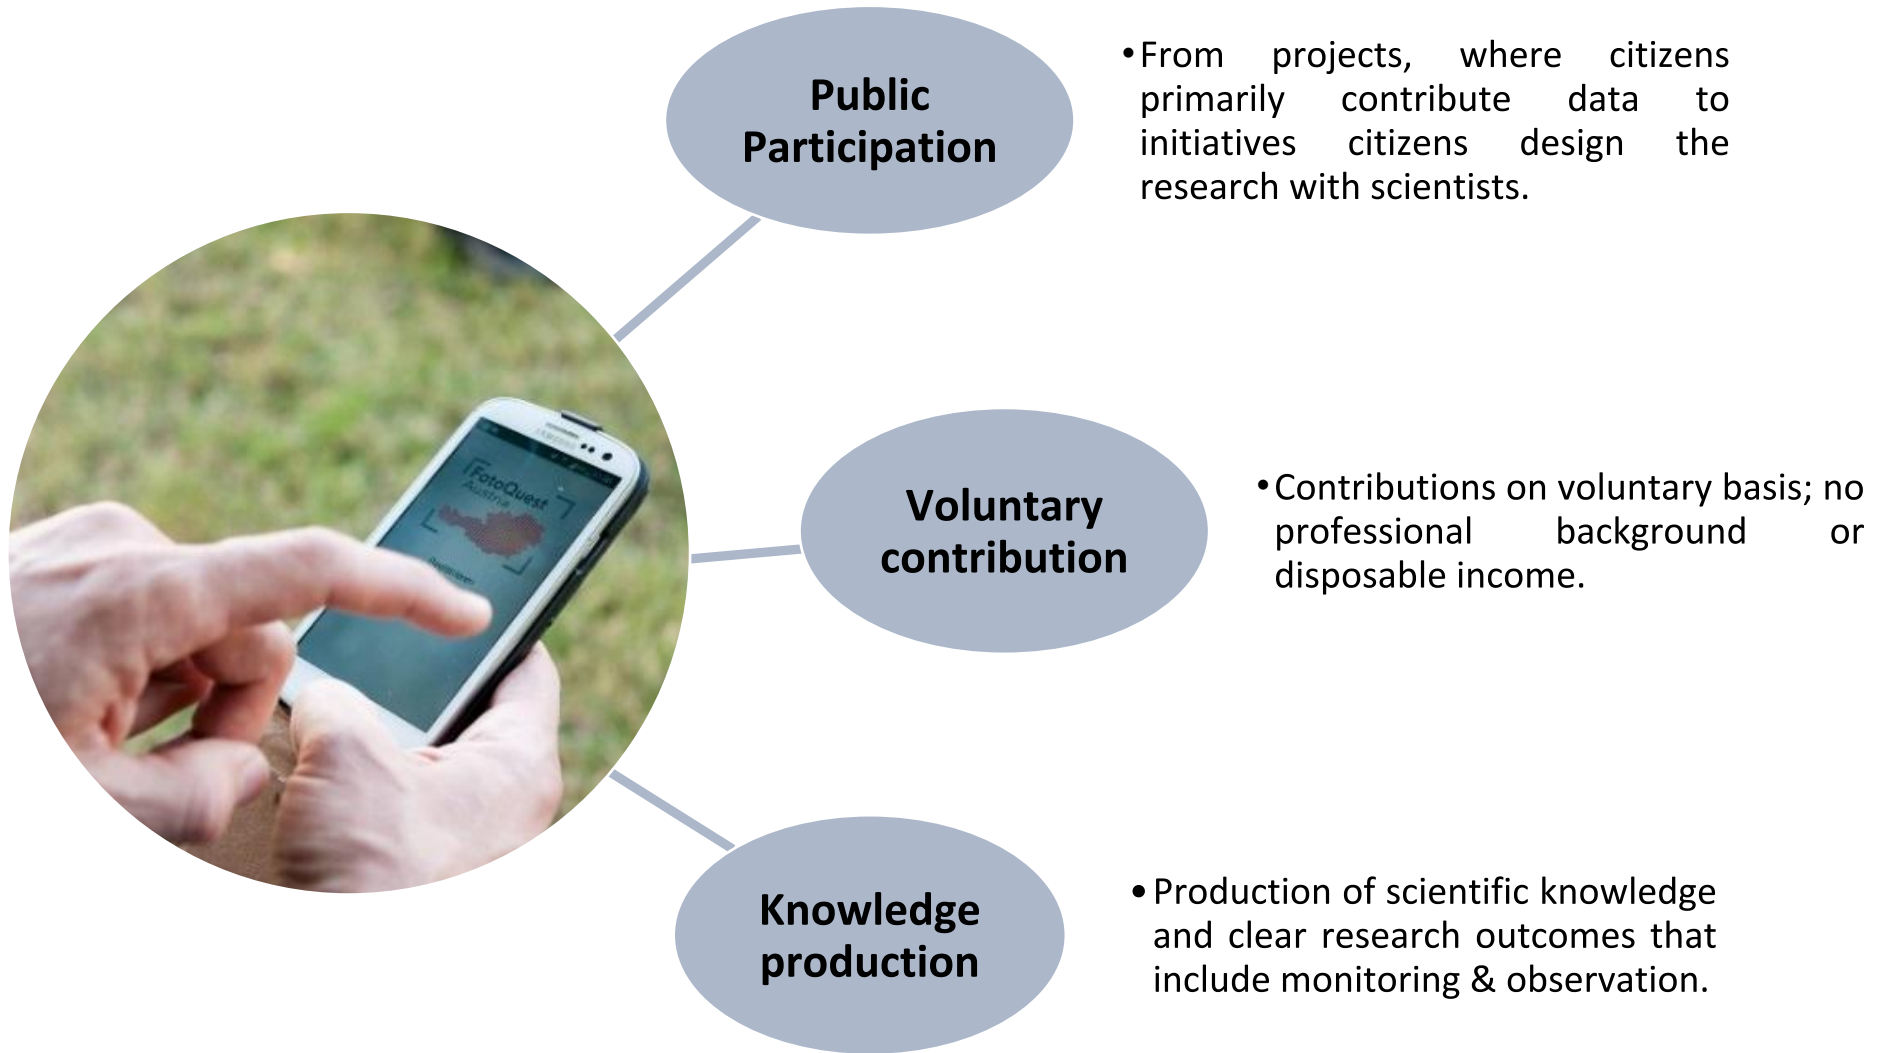 Public
Participation
•From projects, where citizens
primarily contribute data to
initiatives citizens design the
research with scientists.
SAMSUNG
FotoQuest
Austria
Registrieren
Voluntary
contribution
•Contributions on voluntary basis; no
professional background or
disposable income.
Knowledge
production
•Production of scientific knowledge
and clear research outcomes that
include monitoring & observation.